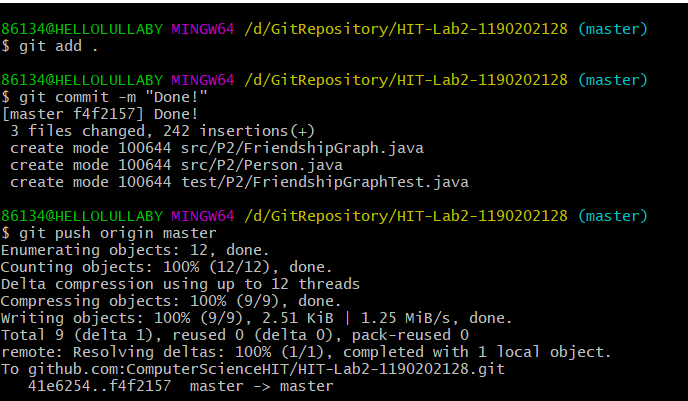 86134@HELLOLULLABY MINGW64 /d/GitRepository/HIT-Lab2-1190202128 (master)
$ git add .
86134@HELLOLULLABY MINGW64 /d/GitRepository/HIT-Lab2-1190202128 (master)
$ git commit -m "Done!"
[master f4f2157] Done!
 3 files changed, 242 insertions(+)
 create mode 100644 src/P2/FriendshipGraph.java
 create mode 100644 src/P2/Person.java
 create mode 100644 test/P2/FriendshipGraphTest.java
86134@HELLOLULLABY MINGW64 /d/GitRepository/HIT-Lab2-1190202128 (master)
$ git push origin master
Enumerating objects: 12, done.
Counting objects: 100% (12/12), done.
Delta compression using up to 12 threads
Compressing objects: 100% (9/9), done.
Writing objects: 100% (9/9), 2.51 KiB | 1.25 MiB/s, done.
Total 9 (delta 1), reused 0 (delta 0), pack-reused 0
remote: Resolving deltas: 100% (1/1), completed with 1 local object.
To github.com:ComputerScienceHIT/HIT-Lab2-1190202128.git
   41e6254..f4f2157  master -> master